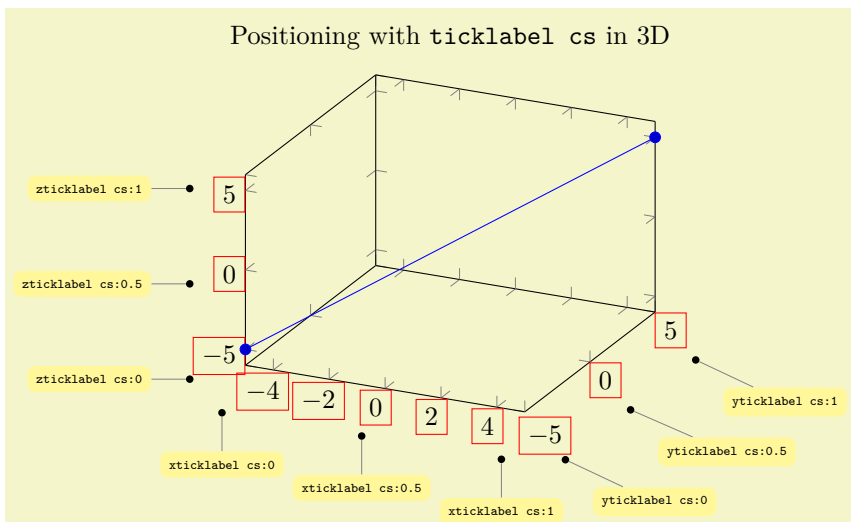 Positioning with ticklabel cs in 3D
zticklabel cs:1
5
zticklabel cs:0.5
0
zticklabel cs:0
−5
−4
−2
0
2
4
−5
0
5
xticklabel cs:0
xticklabel cs:0.5
xticklabel cs:1
yticklabel cs:0
yticklabel cs:0.5
yticklabel cs:1